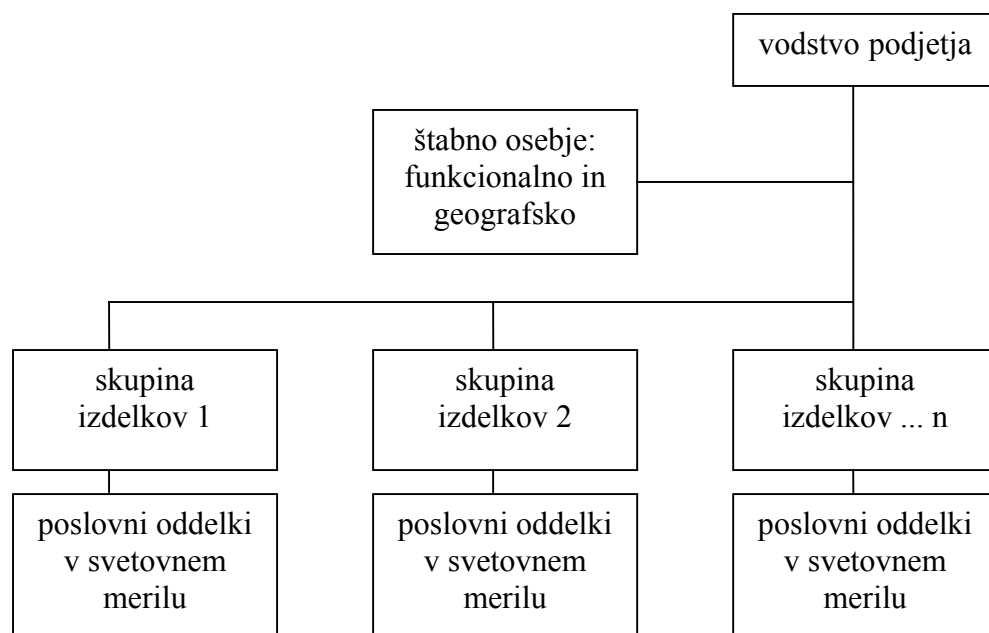 vodstvo podjetja
štabno osebje:
funkcionalno in
geografsko
skupina
izdelkov 1
skupina
izdelkov 2
skupina
izdelkov ... n
poslovni oddelki
v svetovnem
merilu
poslovni oddelki
v svetovnem
merilu
poslovni oddelki
v svetovnem
merilu